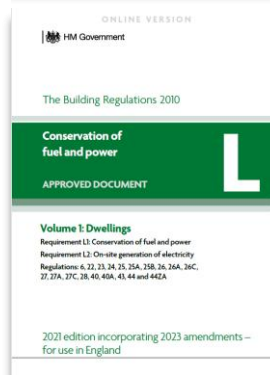 ONLINE VERSION
HM Government
The Building Regulations 2010
Conservation of
fuel and power
APPROVED DOCUMENT
L
Volume 1: Dwellings
Requirement L1: Conservation of fuel and power
Requirement L2: On-site generation of electricity
Regulations: 6, 22, 23, 24, 25, 25A, 25B, 26, 26A, 26C,
27, 27A, 27C, 28, 40, 40A, 43, 44 and 44ZA
2021 edition incorporating 2023 amendments –
for use in England